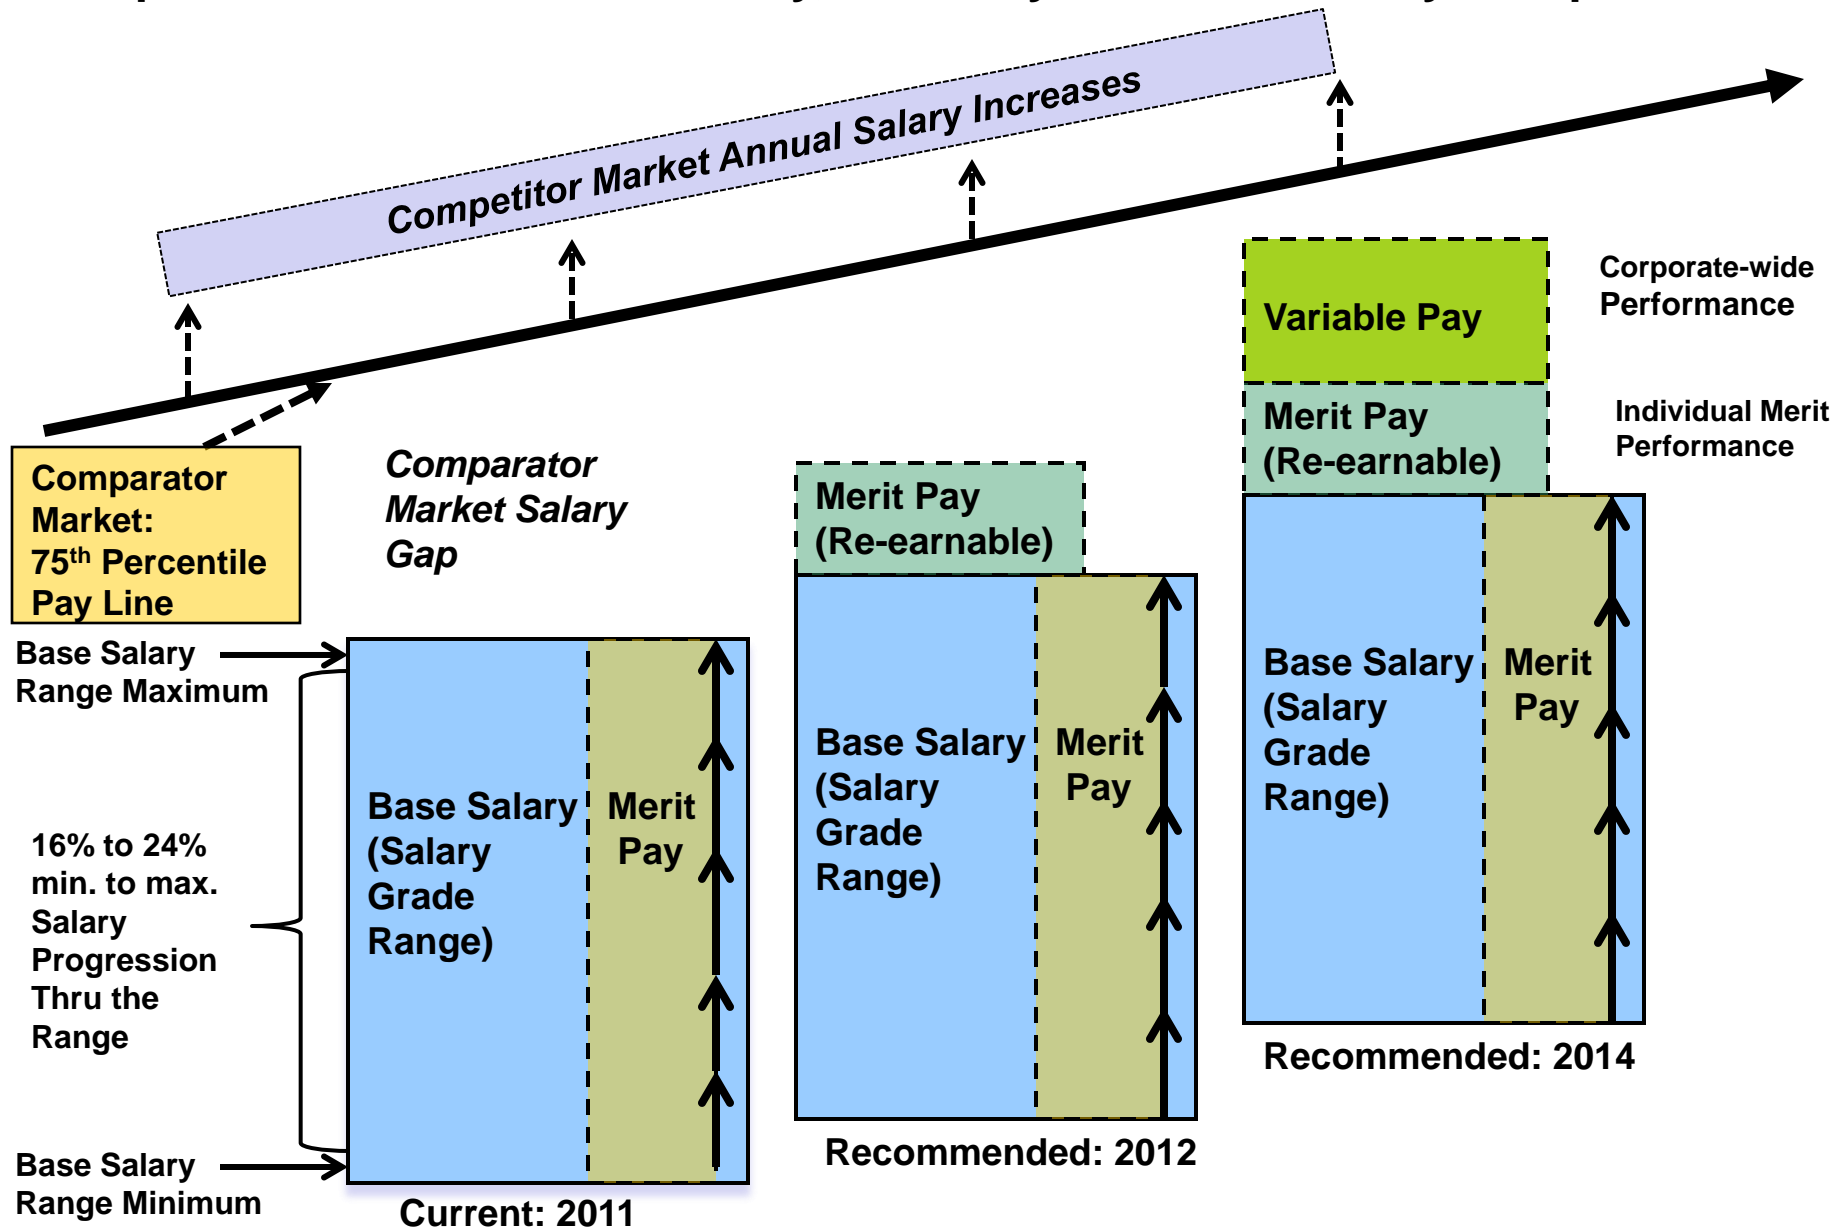 Competitor Market Annual Salary Increases
Corporate-wide
Performance
Variable Pay
Merit Pay
(Re-earnable)
Individual Merit
Performance
Comparator
Market:
75th Percentile
Pay Line
Comparator
Market Salary
Gap
Merit Pay
(Re-earnable)
Base Salary
Range Maximum
16% to 24%
min. to max.
Salary
Progression
Thru the
Range
Base Salary
Range Minimum
Base Salary
(Salary
Grade
Range)
Merit
Pay
Current: 2011
Base Salary
(Salary
Grade
Range)
Merit
Pay
Recommended: 2012
Base Salary
(Salary
Grade
Range)
Merit
Pay
Recommended: 2014